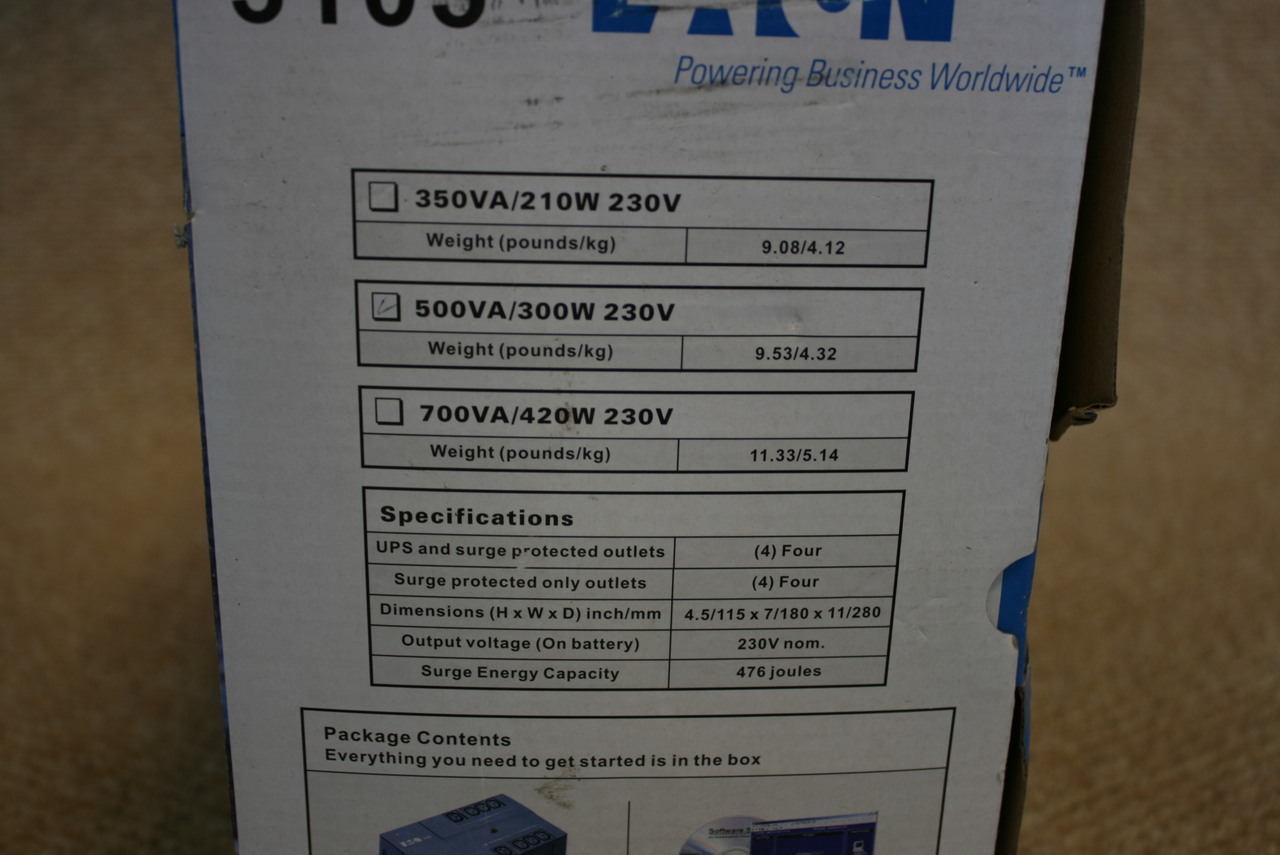 EATON
Powering Business Worldwide™
350VA/210W 230V
Weight (pounds/kg) 9.08/4.12
500VA/300W 230V
Weight (pounds/kg) 9.53/4.32
700VA/420W 230V
Weight (pounds/kg) 11.33/5.14
Specifications
UPS and surge protected outlets (4) Four
Surge protected only outlets (4) Four
Dimensions (H x W x D) inch/mm 4.5/115 x 7/180 x 11/280
Output voltage (On battery) 230V nom.
Surge Energy Capacity 476 joules
Package Contents
Everything you need to get started is in the box
Software